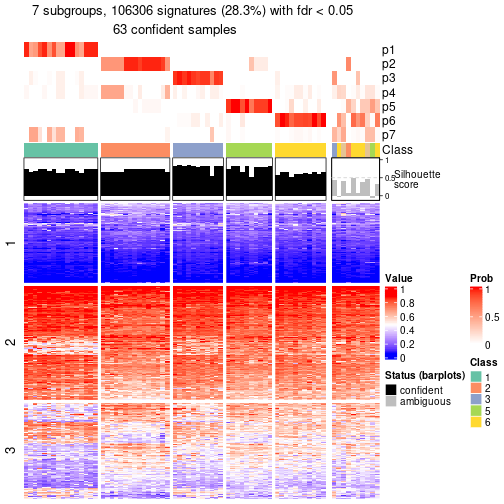 7 subgroups, 106306 signatures (28.3%) with fdr < 0.05
63 confident samples
p1
p2
p3
p4
p5
p6
p7
Class
1
0.5
0
Silhouette
score
1
2
3
Value
1
0.8
0.6
0.4
0.2
0
Status (barplots)
confident
ambiguous
Prob
1
0.5
0
Class
1
2
3
5
6